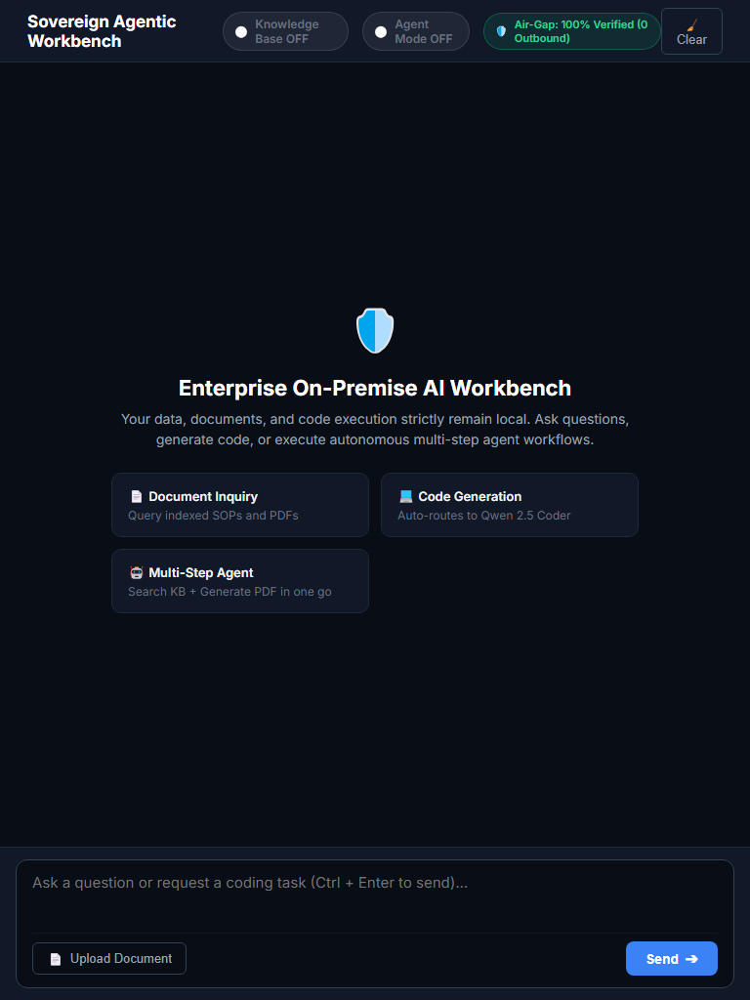 Sovereign Agentic
Workbench
Knowledge
Base OFF
Agent
Mode OFF
Air-Gap: 100% Verified (0
Outbound)
Clear
Enterprise On-Premise AI Workbench
Your data, documents, and code execution strictly remain local. Ask questions,
generate code, or execute autonomous multi-step agent workflows.
Document Inquiry
Query indexed SOPs and PDFs
Code Generation
Auto-routes to Qwen 2.5 Coder
Multi-Step Agent
Search KB + Generate PDF in one go
Ask a question or request a coding task (Ctrl + Enter to send)...
Upload Document
Send ➔